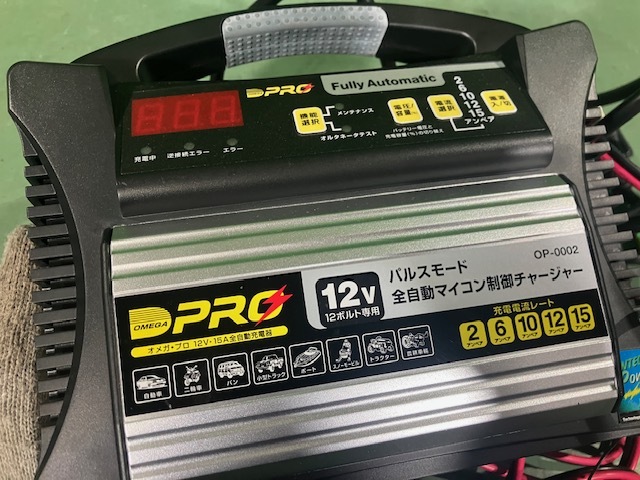 PRO
Fully Automatic
機能選択
メンテナンス
オルタネータテスト
電圧/容量%
バッテリー電圧と
充電容量(%)の切り替え
電流選択
2
6
10
12
15
アンペア
電源入/切
充電中
逆接続エラー
エラー
OMEGA PRO
オメガ・プロ 12V・15A全自動充電器
12V
12ボルト専用
パルスモード
OP-0002
全自動マイコン制御チャージャー
充電電流レート
2 アンペア
6 アンペア
10 アンペア
12 アンペア
15 アンペア
自動車
二輪車
バン
小型トラック
ボート
スノーモービル
トラクター